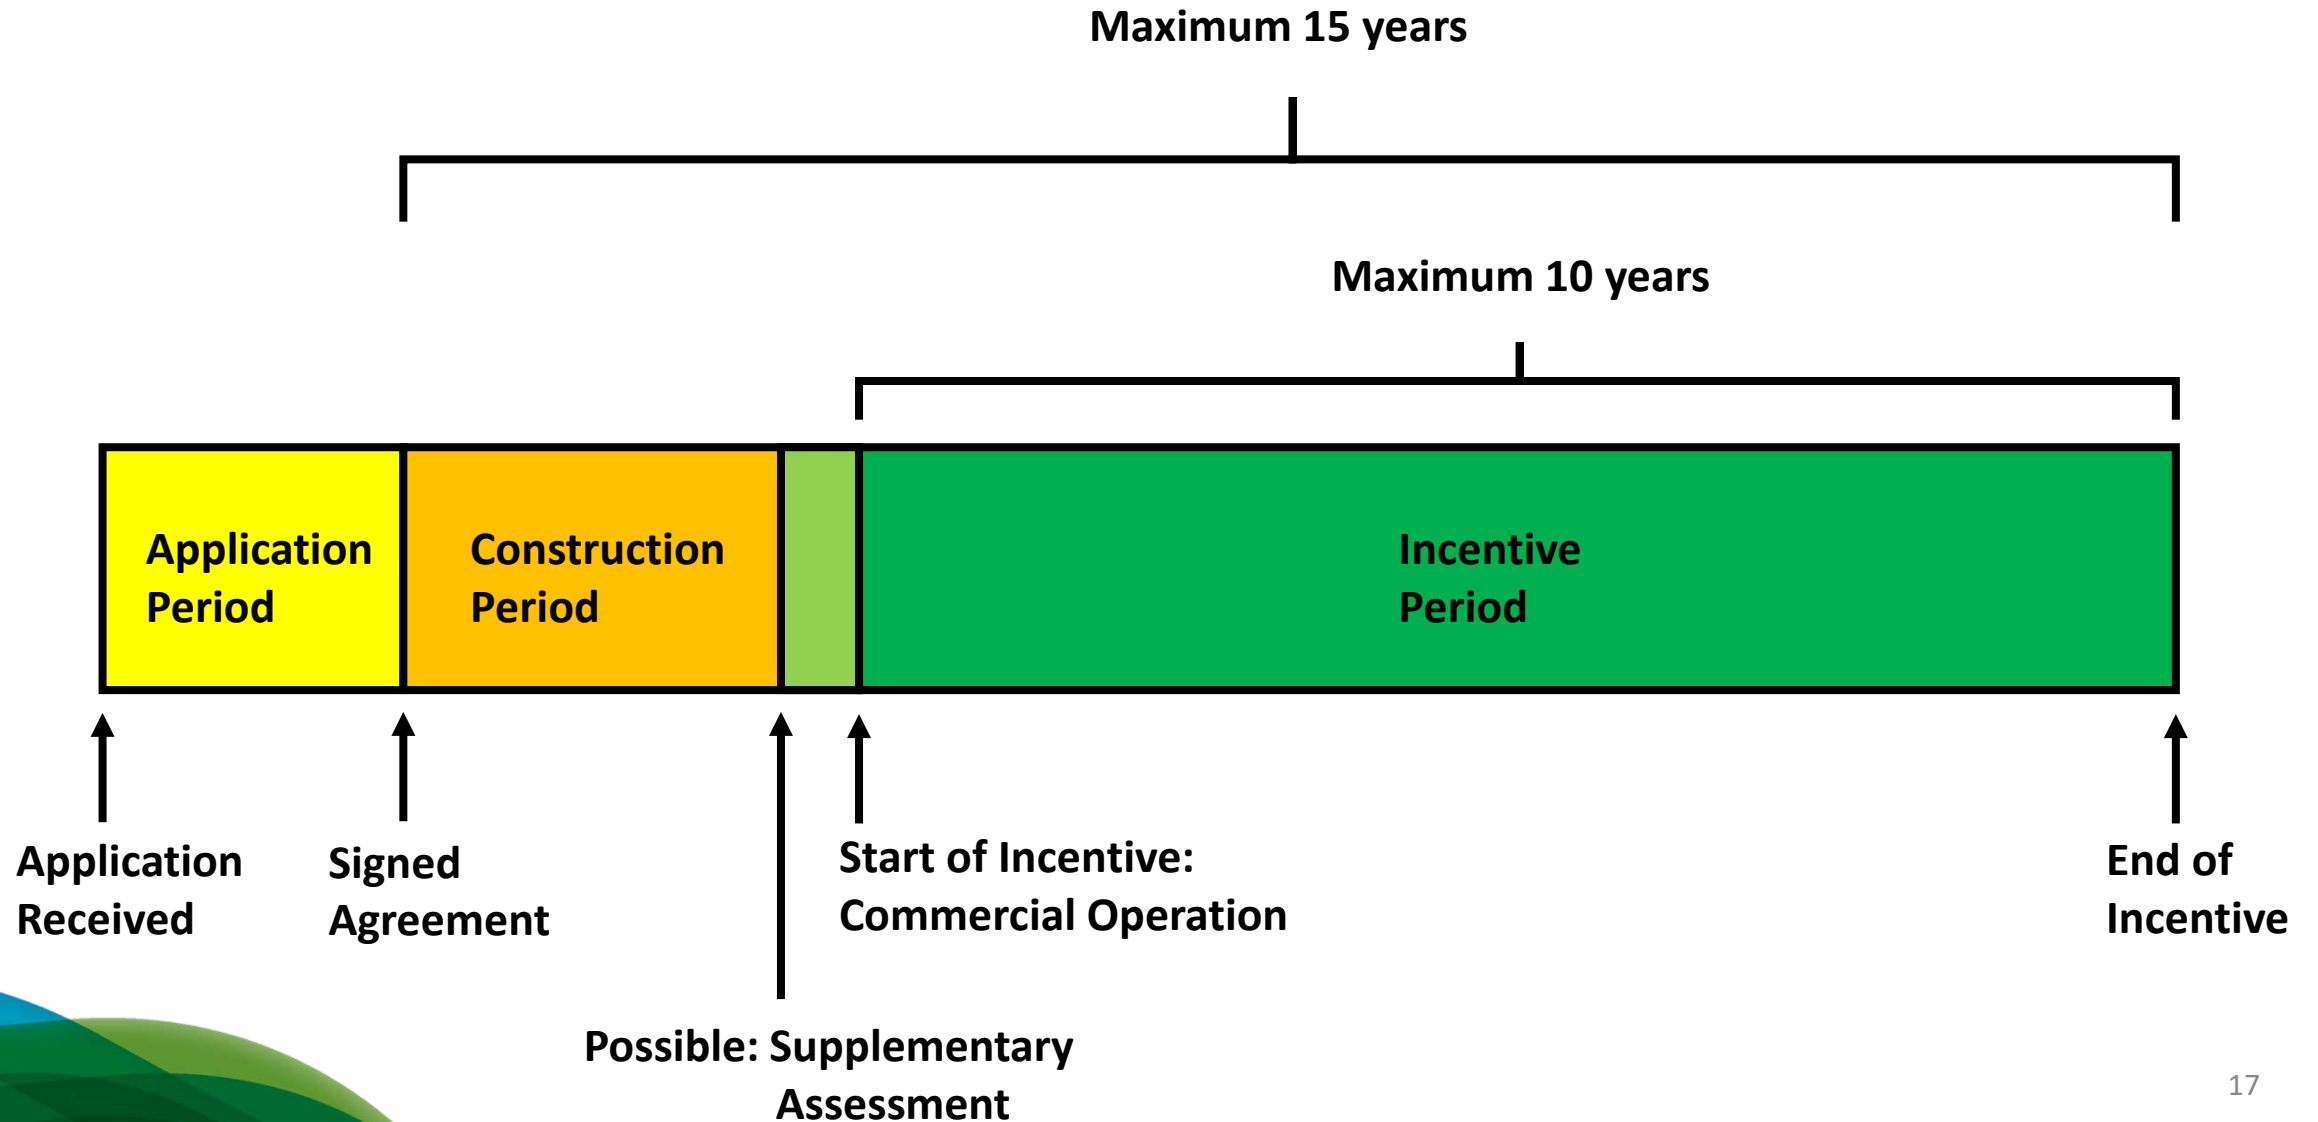 Maximum 15 years
Maximum 10 years
Application
Period
Construction
Period
Incentive
Period
Application
Received
Signed
Agreement
Start of Incentive:
Commercial Operation
End of
Incentive
Possible: Supplementary
Assessment
17